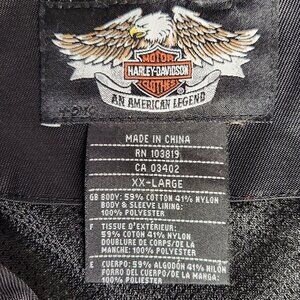 MOTOR
HARLEY-DAVIDSON
CLOTHES
AN AMERICAN LEGEND
MADE IN CHINA
RN 103819
CA 03402
XX-LARGE
GB BODY: 59% COTTON 41% NYLON
BODY & SLEEVE LINING:
100% POLYESTER
F TISSUE D'EXTÉRIEUR:
59% COTON 41% NYLON
DOUBLURE DE CORPS/DE LA
MANCHE: 100% POLYESTER
E CUERPO: 59% ALGODÓN 41% NILÓN
FORRO DEL CUERPO/DE LA MANGA
100% POLIÉSTER